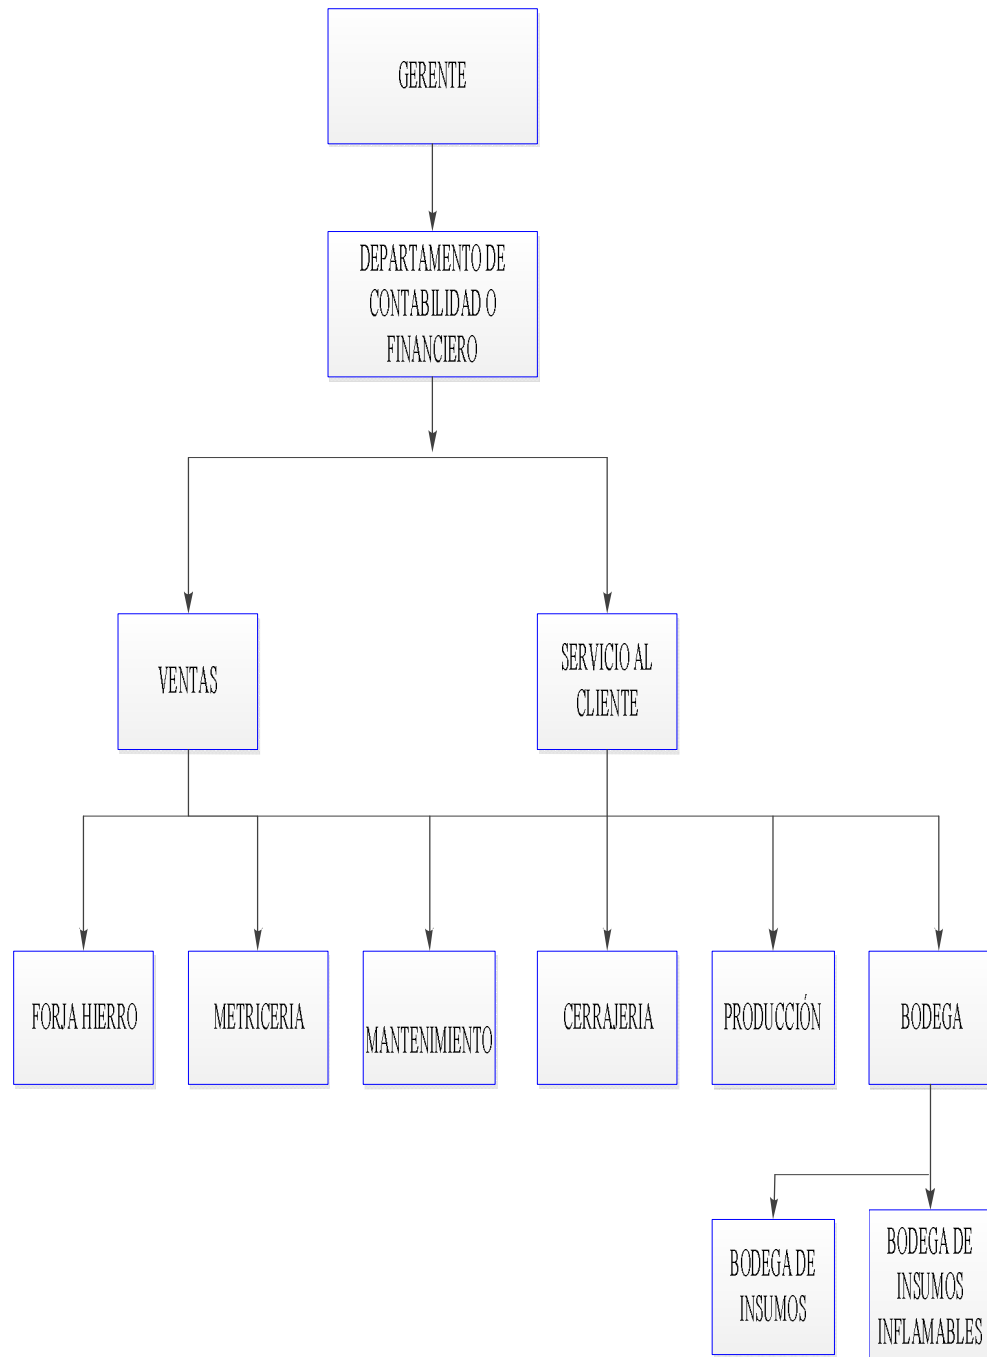 GERENTE
DEPARTAMENTO DE
CONTABILIDAD O
FINANCIERO
VENTAS
SERVICIO AL
CLIENTE
FORJA HIERRO
METRICERIA
MANTENIMIENTO
CERRAJERIA
PRODUCCIÓN
BODEGA
BODEGA DE
INSUMOS
BODEGA DE
INSUMOS
INFLAMABLES